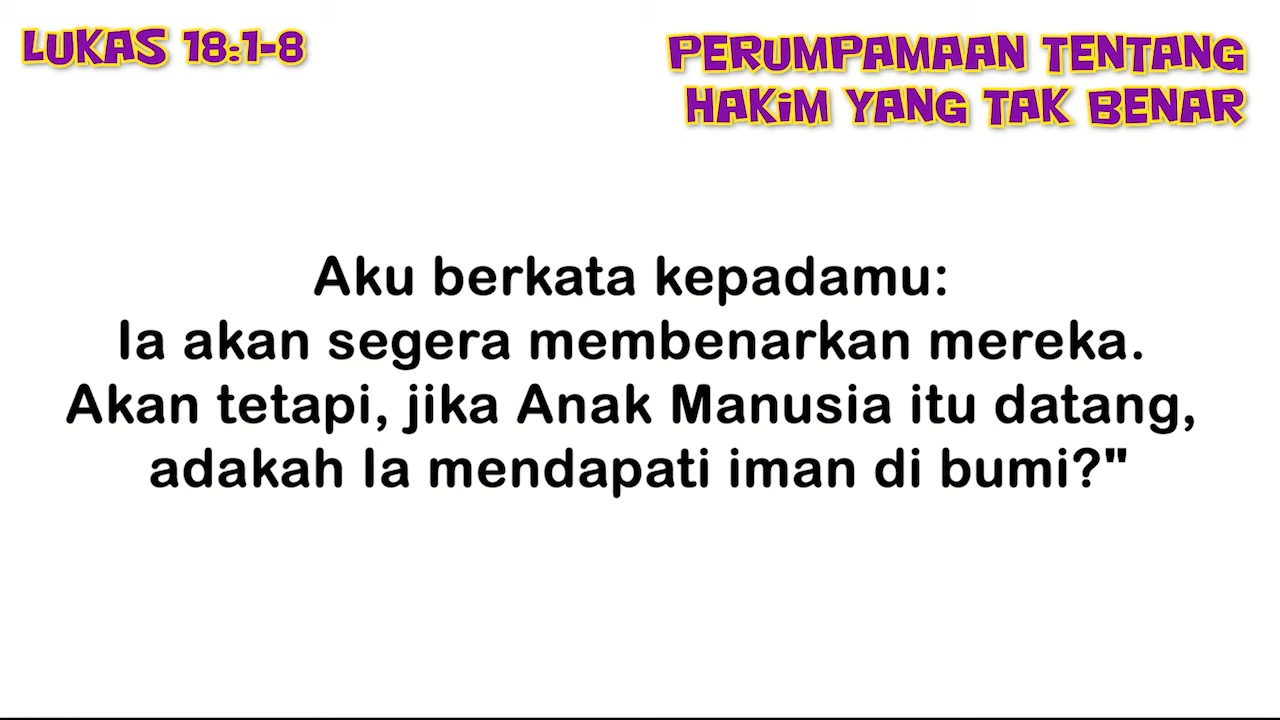 LUKAS 18:1-8
PERUMPAMAAN TENTANG
HAKiM YANG TAK BENAR
Aku berkata kepadamu:
Ia akan segera membenarkan mereka.
Akan tetapi, jika Anak Manusia itu datang,
adakah Ia mendapati iman di bumi?"